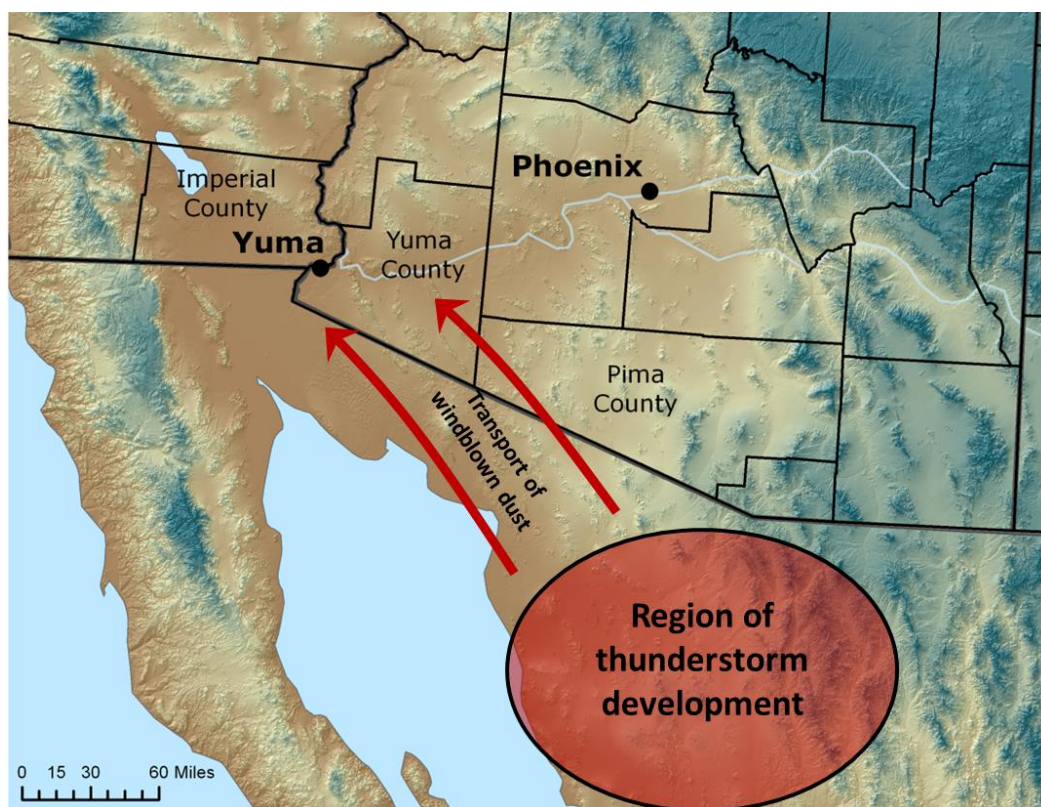 Phoenix
Imperial
County
Yuma
Yuma
County
Pima
County
Transport of
windblown dust
Region of
thunderstorm
development
0 15 30 60 Miles